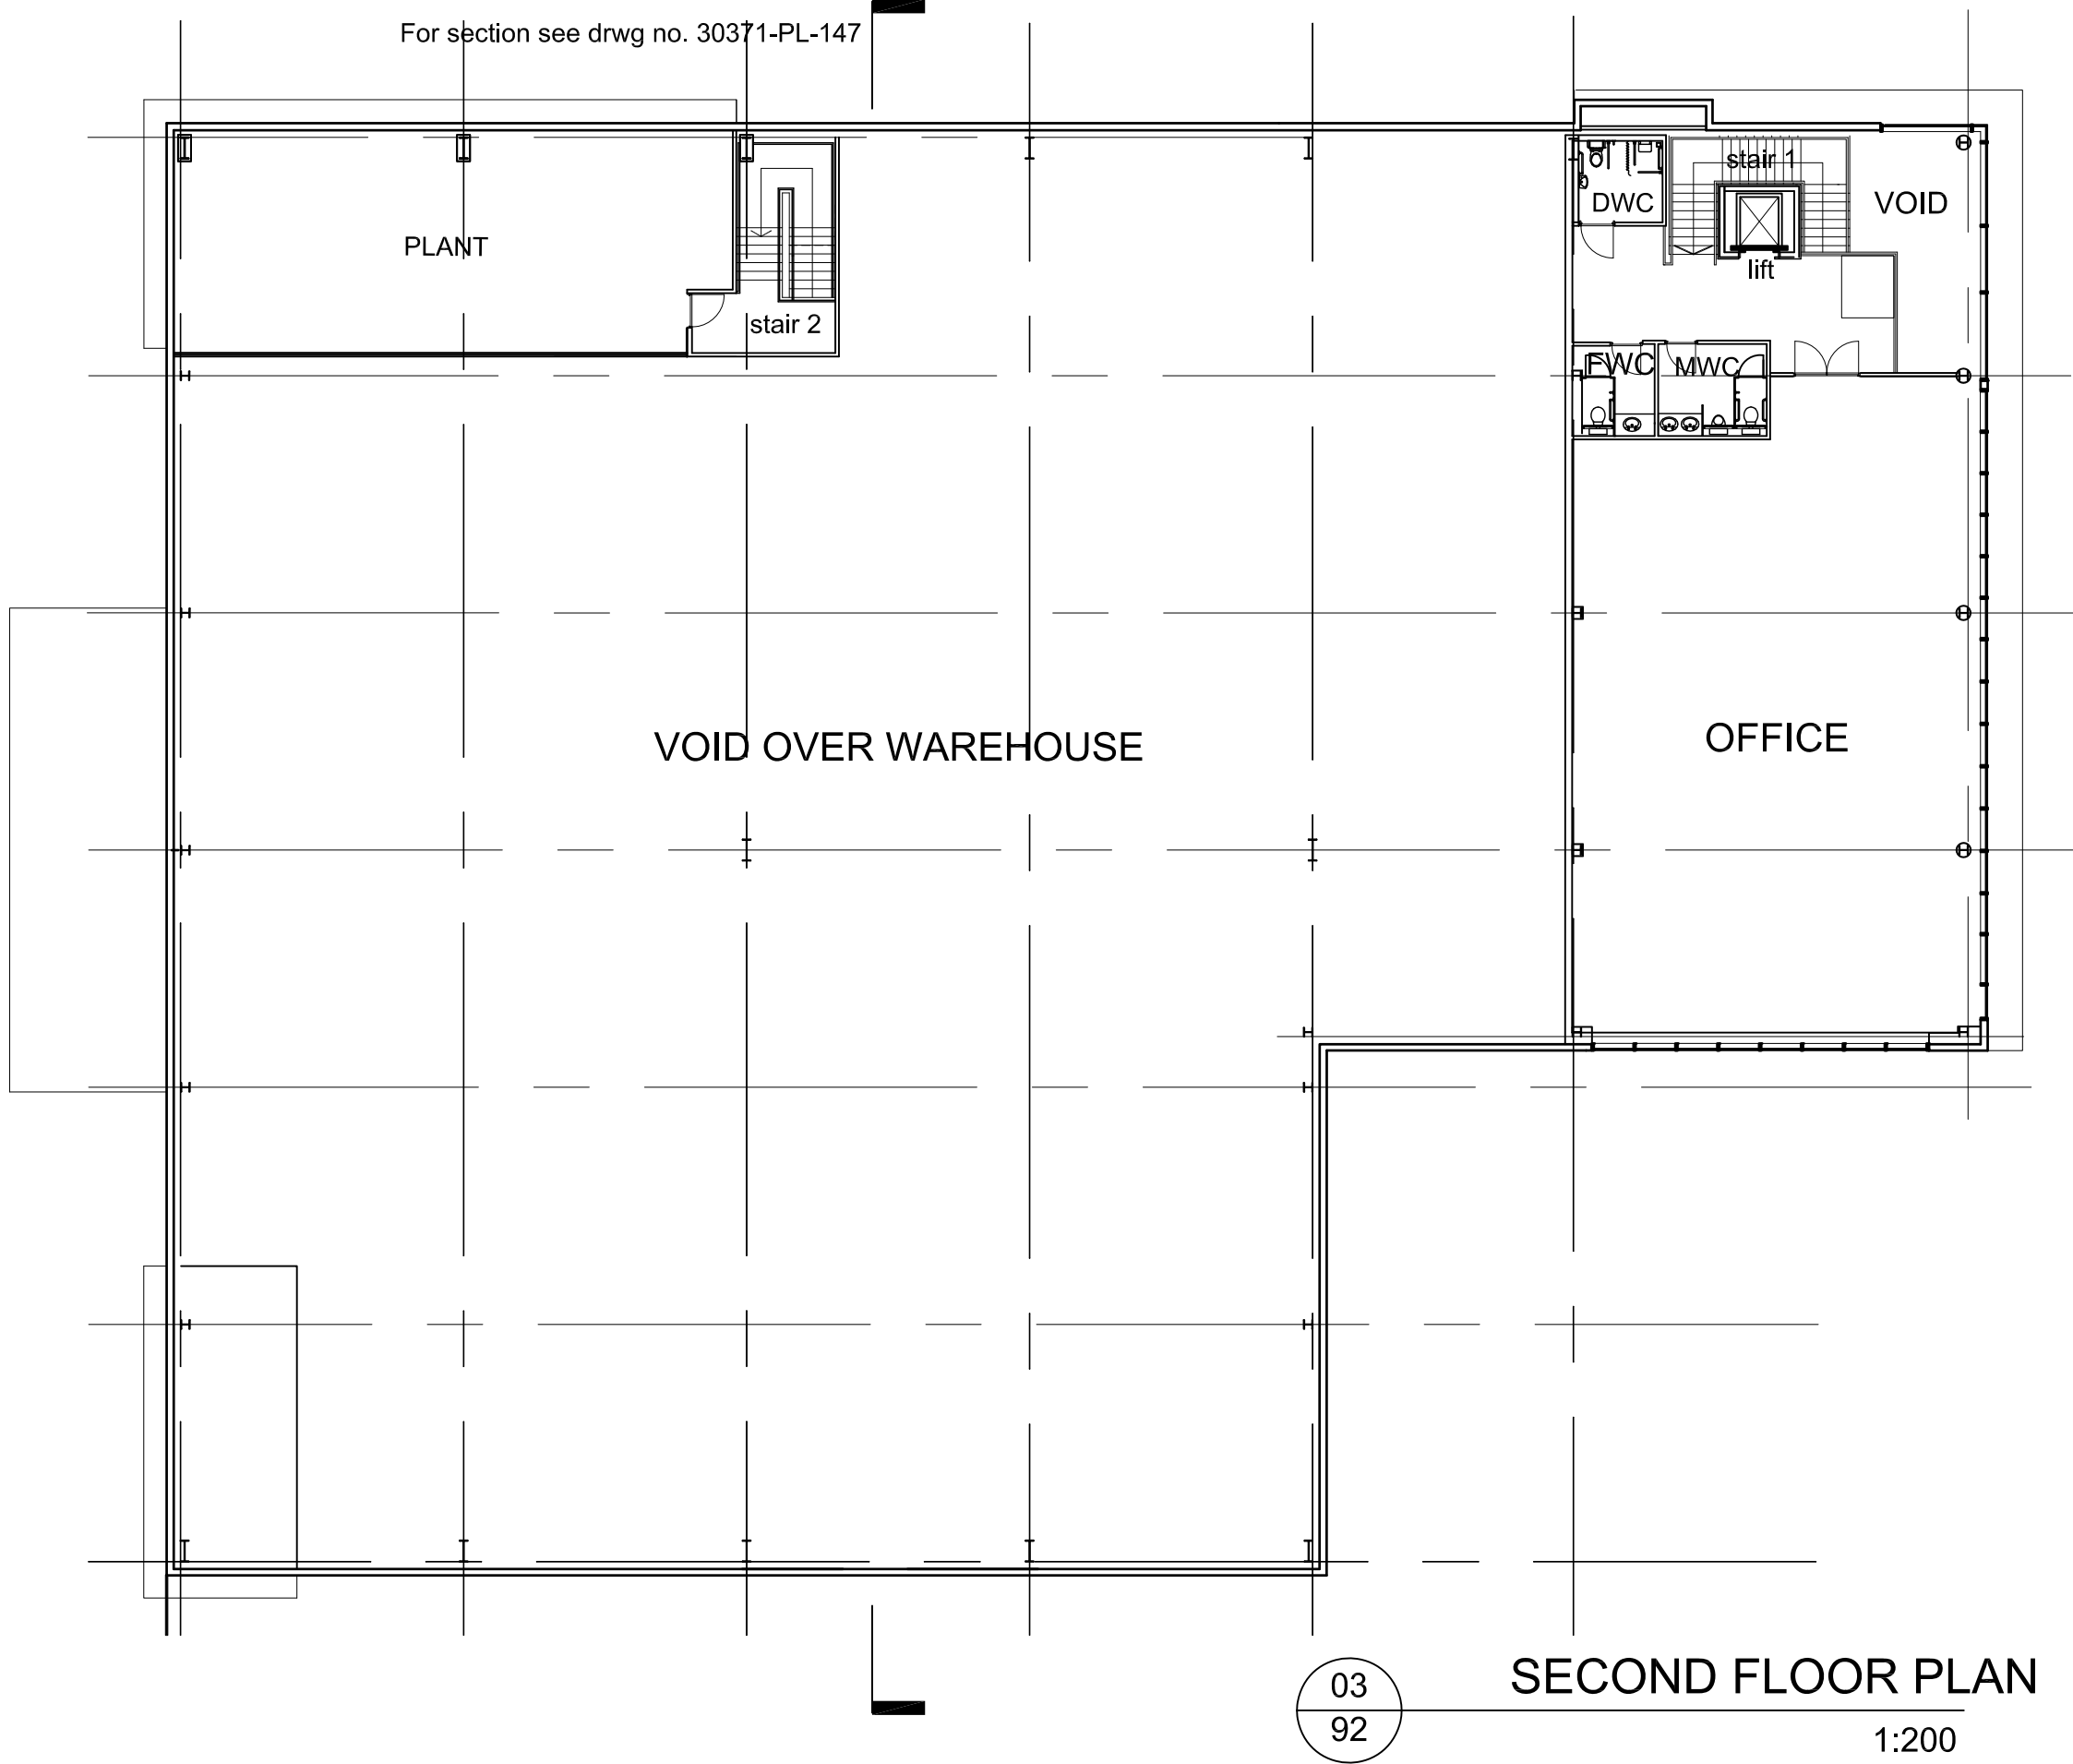 For section see drwg no. 30371-PL-147
stair 1
DWC
VOID
PLANT
lift
stair 2
FWC
MWC
VOID OVER WAREHOUSE
OFFICE
03
92
SECOND FLOOR PLAN
1:200